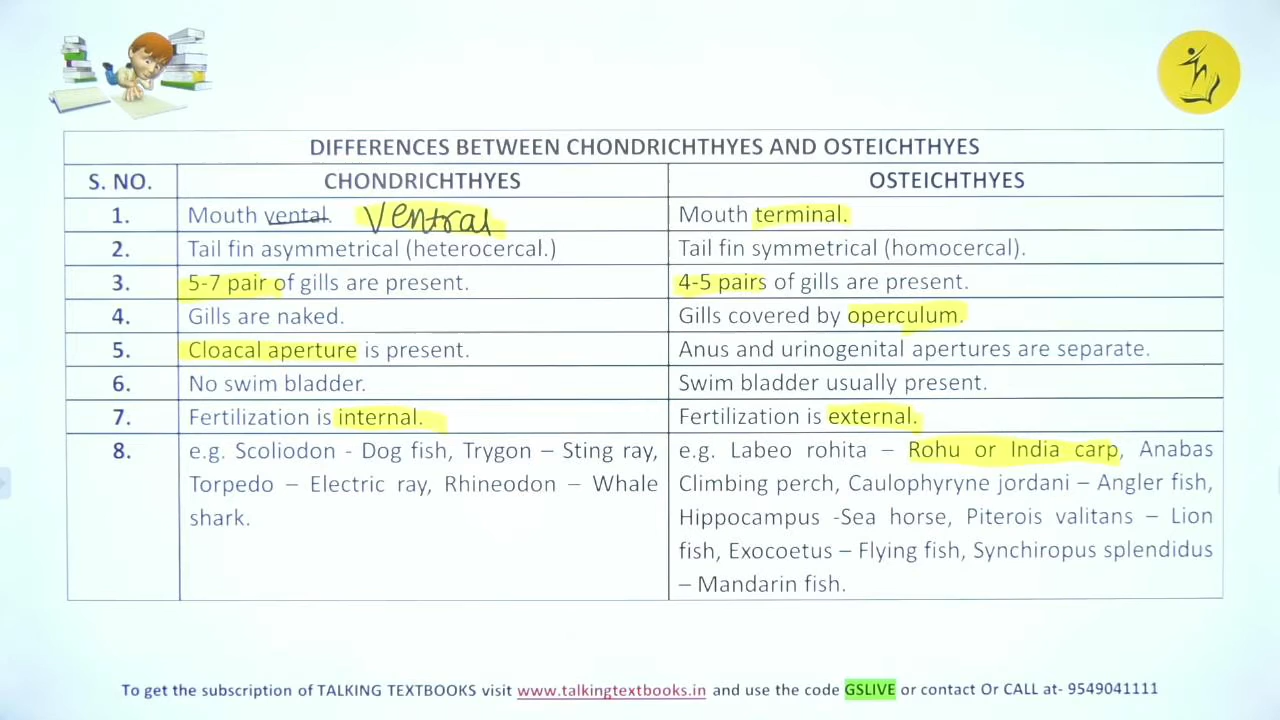 DIFFERENCES BETWEEN CHONDRICHTHYES AND OSTEICHTHYES
S. NO. CHONDRICHTHYES OSTEICHTHYES
1. Mouth vental. Ventral Mouth terminal.
2. Tail fin asymmetrical (heterocercal.) Tail fin symmetrical (homocercal).
3. 5-7 pair of gills are present. 4-5 pairs of gills are present.
4. Gills are naked. Gills covered by operculum.
5. Cloacal aperture is present. Anus and urinogenital apertures are separate.
6. No swim bladder. Swim bladder usually present.
7. Fertilization is internal. Fertilization is external.
8. e.g. Scoliodon - Dog fish, Trygon – Sting ray,
Torpedo – Electric ray, Rhineodon – Whale
shark.
e.g. Labeo rohita – Rohu or India carp, Anabas
Climbing perch, Caulophyryne jordani – Angler fish,
Hippocampus -Sea horse, Piterois valitans – Lion
fish, Exocoetus – Flying fish, Synchiropus splendidus
– Mandarin fish.
To get the subscription of TALKING TEXTBOOKS visit www.talkingtextbooks.in and use the code GSLIVE or contact Or CALL at- 9549041111